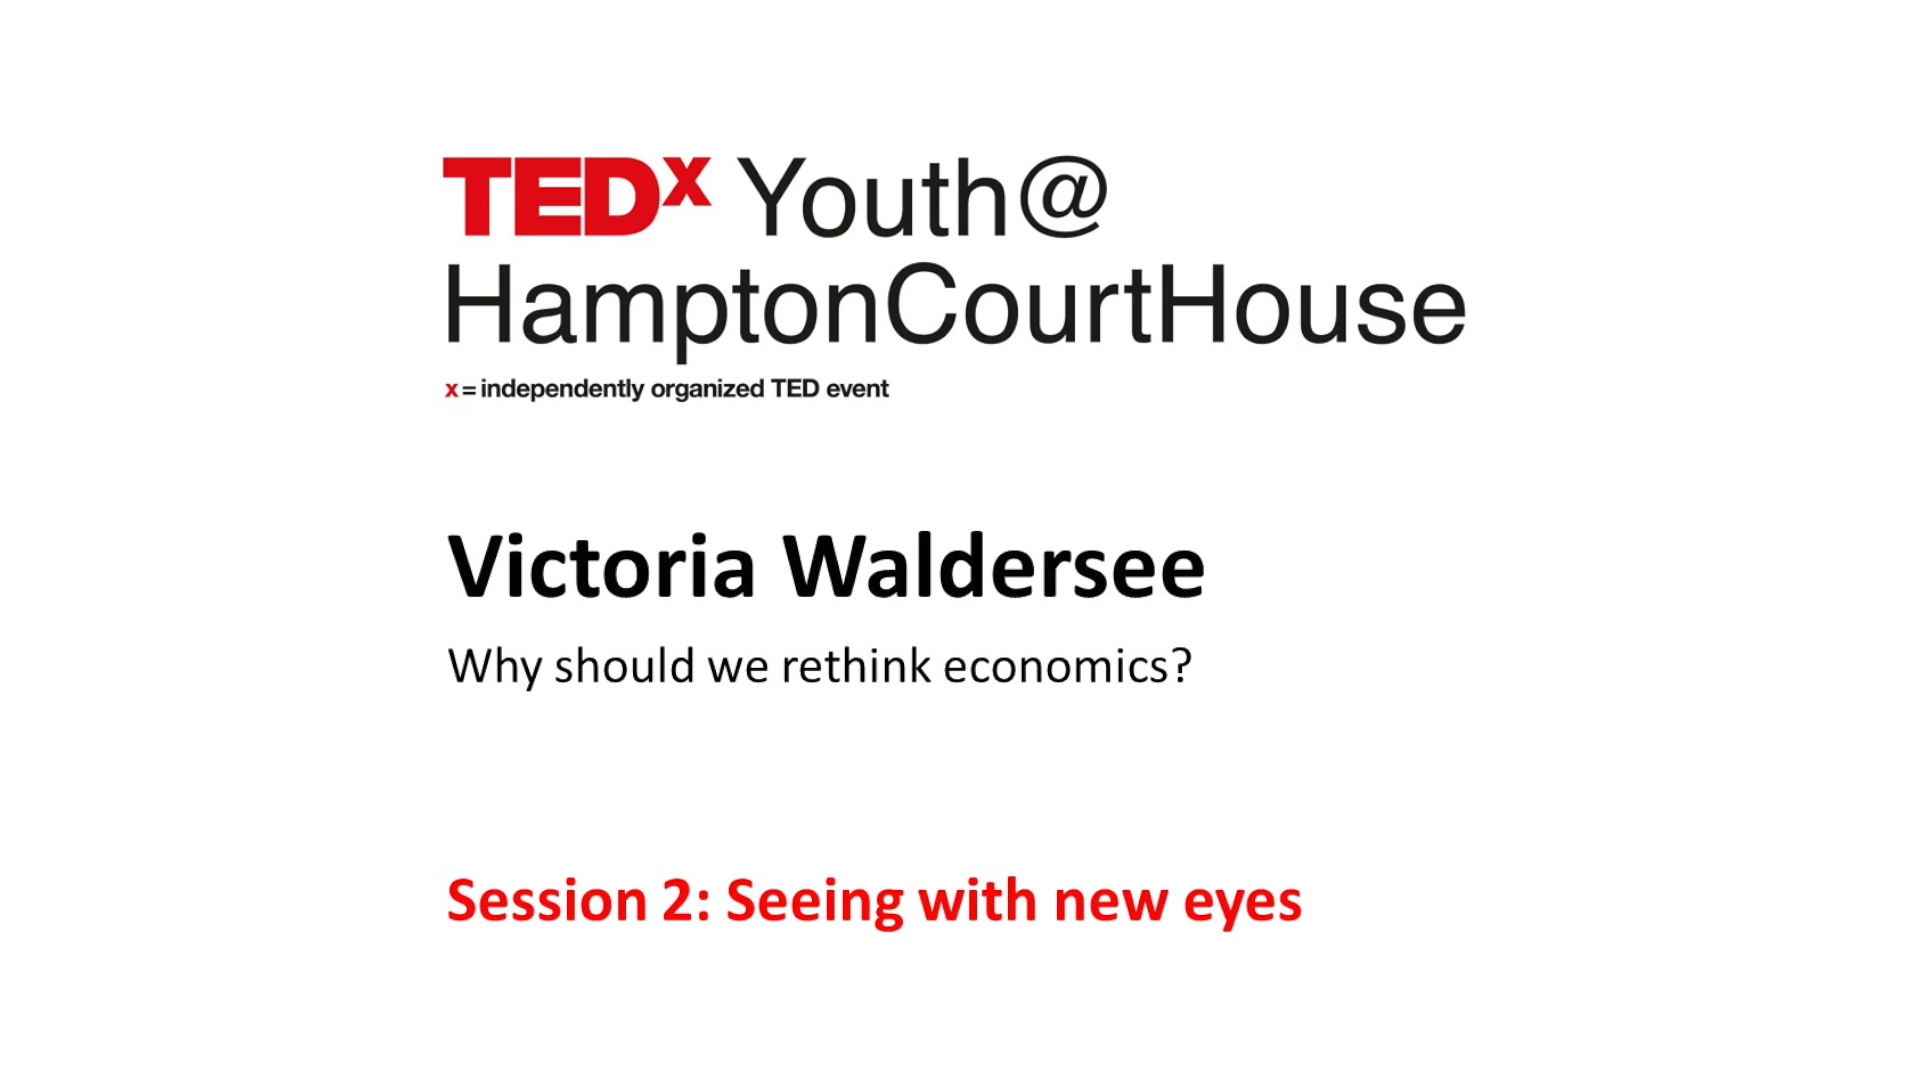 TEDx Youth@
HamptonCourtHouse
x = independently organized TED event
Victoria Waldersee
Why should we rethink economics?
Session 2: Seeing with new eyes